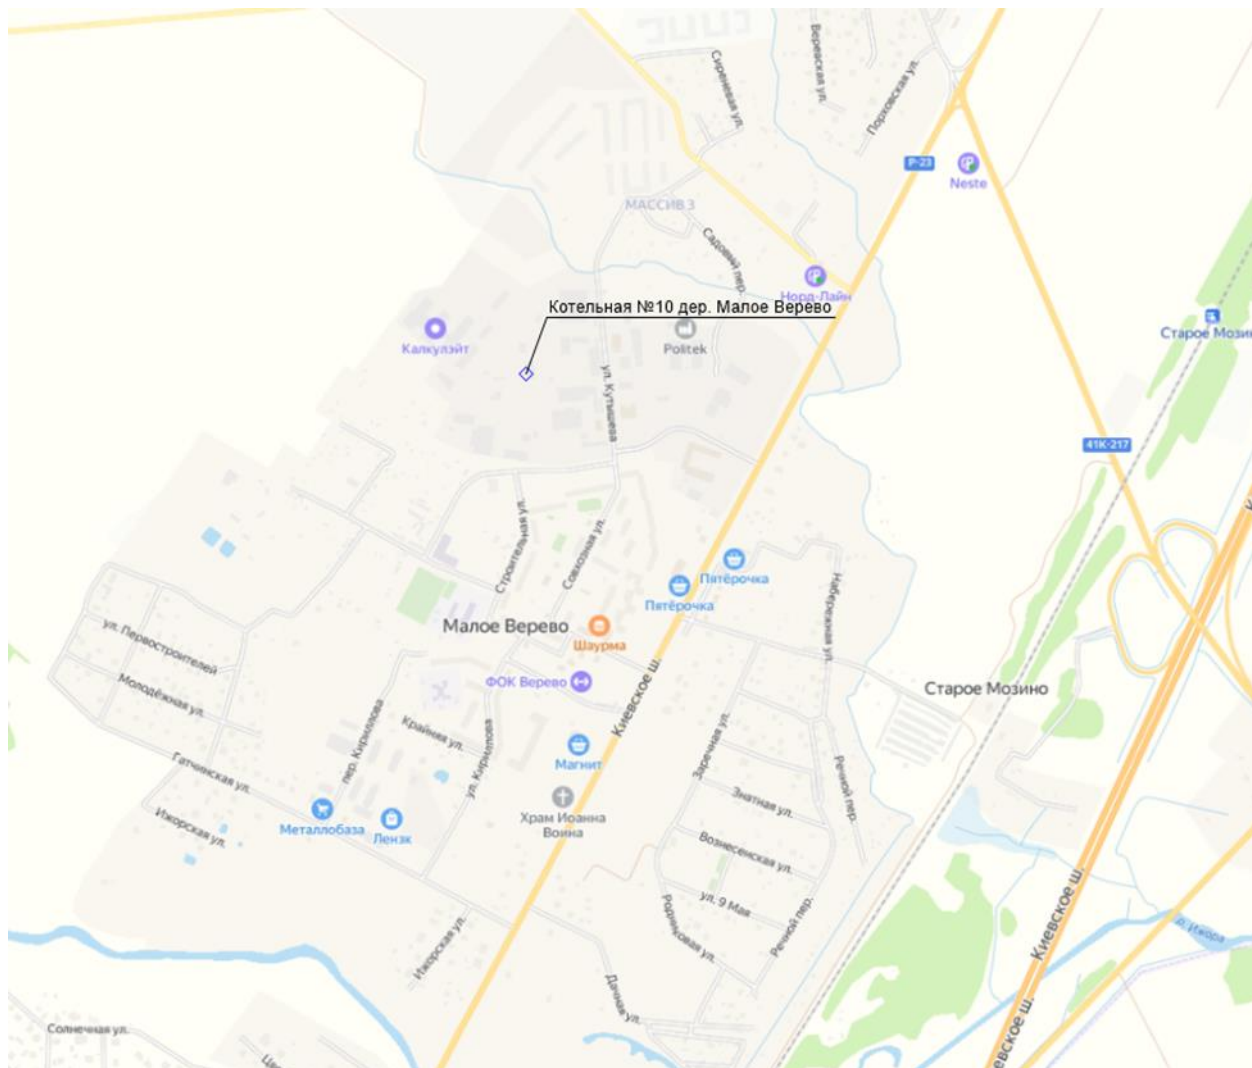 Сиреневая ул.
Веревская ул.
Порховская ул.
Р-23
Neste
МАССИВ 3
Садовый пер.
Норд-Лайн
Котельная №10 дер. Малое Верево
Калкулэйт
Politek
Старое Мозино
ул. Кутышева
41К-217
Строительная ул.
Совхозная ул.
Пятёрочка
Пятёрочка
Набережная ул.
Малое Верево
Шаурма
ул. Первостроителей
ФОК Верево
Киевское ш.
Старое Мозино
Молодёжная ул.
пер. Кириллова
Крайняя ул.
ул. Кириллова
Магнит
Заречная ул.
Речной пер.
Гатчинская ул.
Знатная ул.
Ижорская ул.
Металлобаза
Лензк
Храм Иоанна
Воина
Вознесенская ул.
ул. 9 Мая
Родниковая ул.
Речной пер.
Киевское ш.
р. Ижора
Ижорская ул.
Дачная ул.
Солнечная ул.
евское ш.